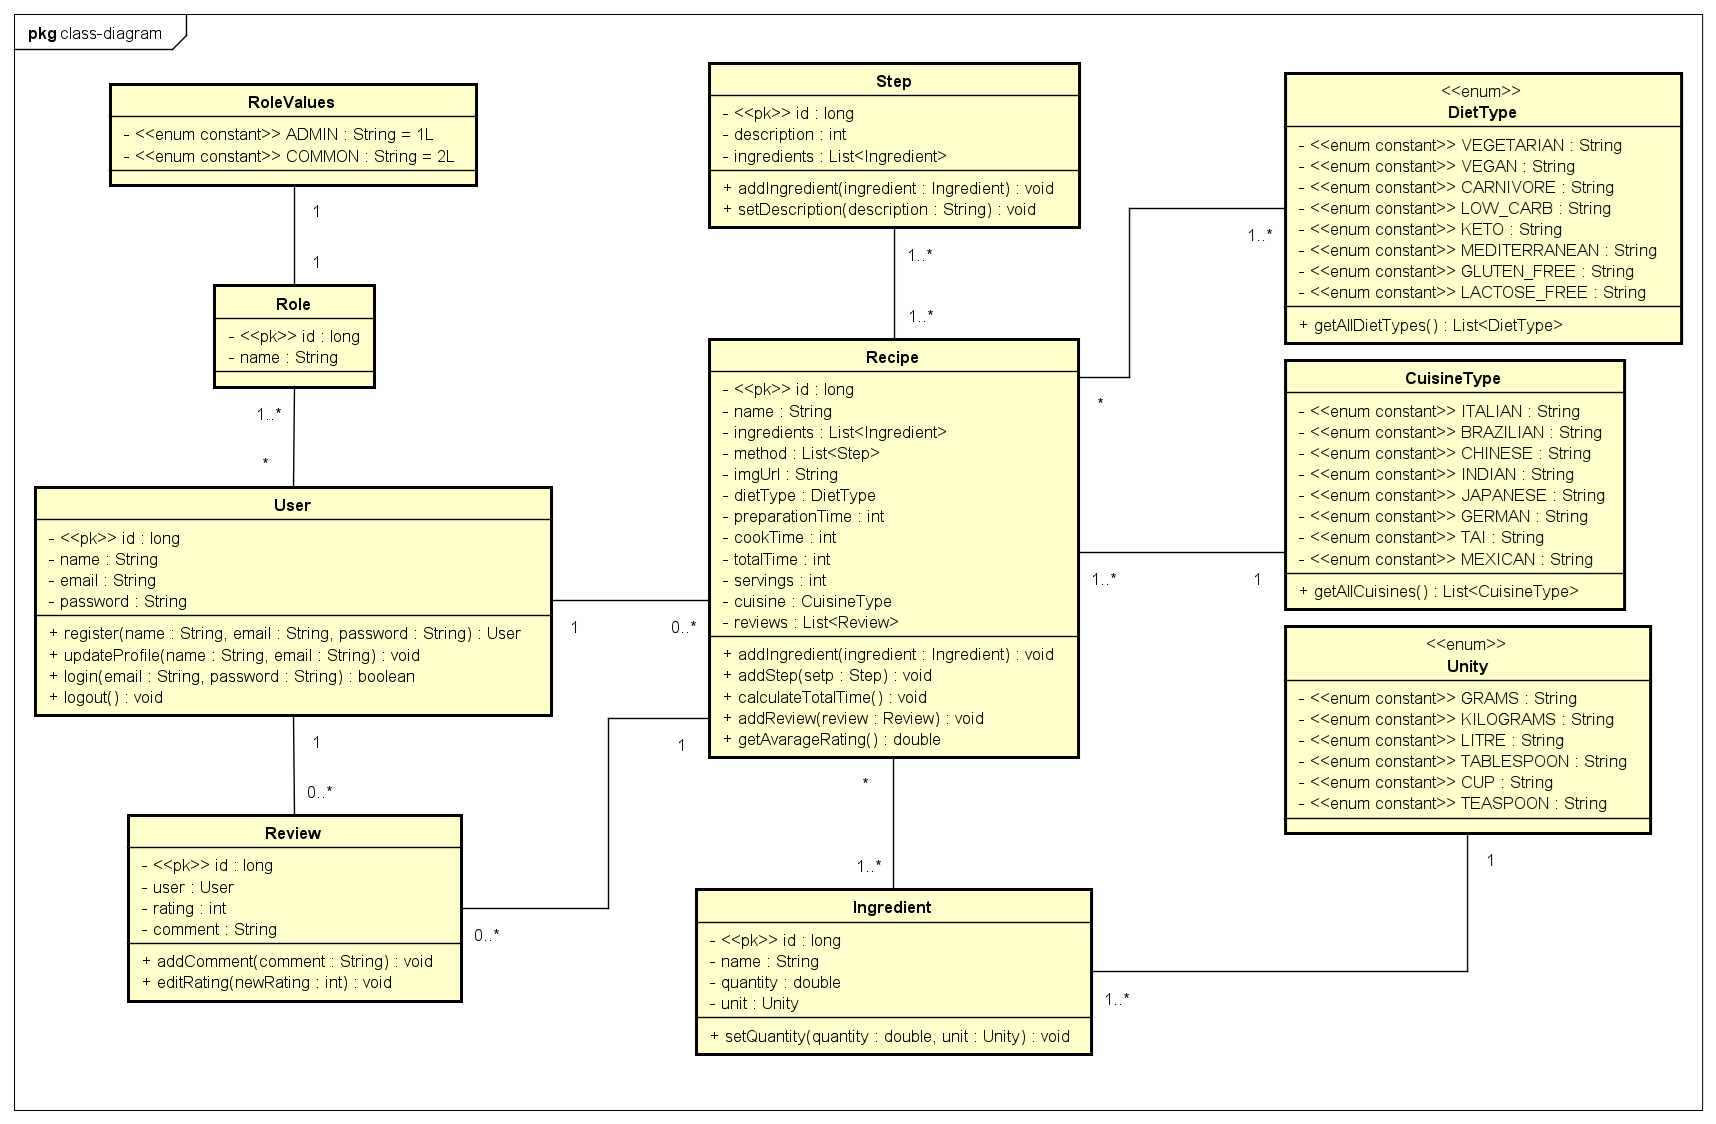 pkg class-diagram
RoleValues
- <<enum constant>> ADMIN : String = 1L
- <<enum constant>> COMMON : String = 2L
1
1
Role
- <<pk>> id : long
- name : String
1..*
*
User
- <<pk>> id : long
- name : String
- email : String
- password : String
+ register(name : String, email : String, password : String) : User
+ updateProfile(name : String, email : String) : void
+ login(email : String, password : String) : boolean
+ logout() : void
1
0..*
1
0..*
Review
- <<pk>> id : long
- user : User
- rating : int
- comment : String
+ addComment(comment : String) : void
+ editRating(newRating : int) : void
0..*
1
Step
- <<pk>> id : long
- description : int
- ingredients : List<Ingredient>
+ addIngredient(ingredient : Ingredient) : void
+ setDescription(description : String) : void
1..*
1..*
Recipe
- <<pk>> id : long
- name : String
- ingredients : List<Ingredient>
- method : List<Step>
- imgUrl : String
- dietType : DietType
- preparationTime : int
- cookTime : int
- totalTime : int
- servings : int
- cuisine : CuisineType
- reviews : List<Review>
+ addIngredient(ingredient : Ingredient) : void
+ addStep(setp : Step) : void
+ calculateTotalTime() : void
+ addReview(review : Review) : void
+ getAvarageRating() : double
*
1..*
Ingredient
- <<pk>> id : long
- name : String
- quantity : double
- unit : Unity
+ setQuantity(quantity : double, unit : Unity) : void
1..*
1
<<enum>>
DietType
- <<enum constant>> VEGETARIAN : String
- <<enum constant>> VEGAN : String
- <<enum constant>> CARNIVORE : String
- <<enum constant>> LOW_CARB : String
- <<enum constant>> KETO : String
- <<enum constant>> MEDITERRANEAN : String
- <<enum constant>> GLUTEN_FREE : String
- <<enum constant>> LACTOSE_FREE : String
+ getAllDietTypes() : List<DietType>
1..*
*
CuisineType
- <<enum constant>> ITALIAN : String
- <<enum constant>> BRAZILIAN : String
- <<enum constant>> CHINESE : String
- <<enum constant>> INDIAN : String
- <<enum constant>> JAPANESE : String
- <<enum constant>> GERMAN : String
- <<enum constant>> TAI : String
- <<enum constant>> MEXICAN : String
+ getAllCuisines() : List<CuisineType>
1..*
1
<<enum>>
Unity
- <<enum constant>> GRAMS : String
- <<enum constant>> KILOGRAMS : String
- <<enum constant>> LITRE : String
- <<enum constant>> TABLESPOON : String
- <<enum constant>> CUP : String
- <<enum constant>> TEASPOON : String